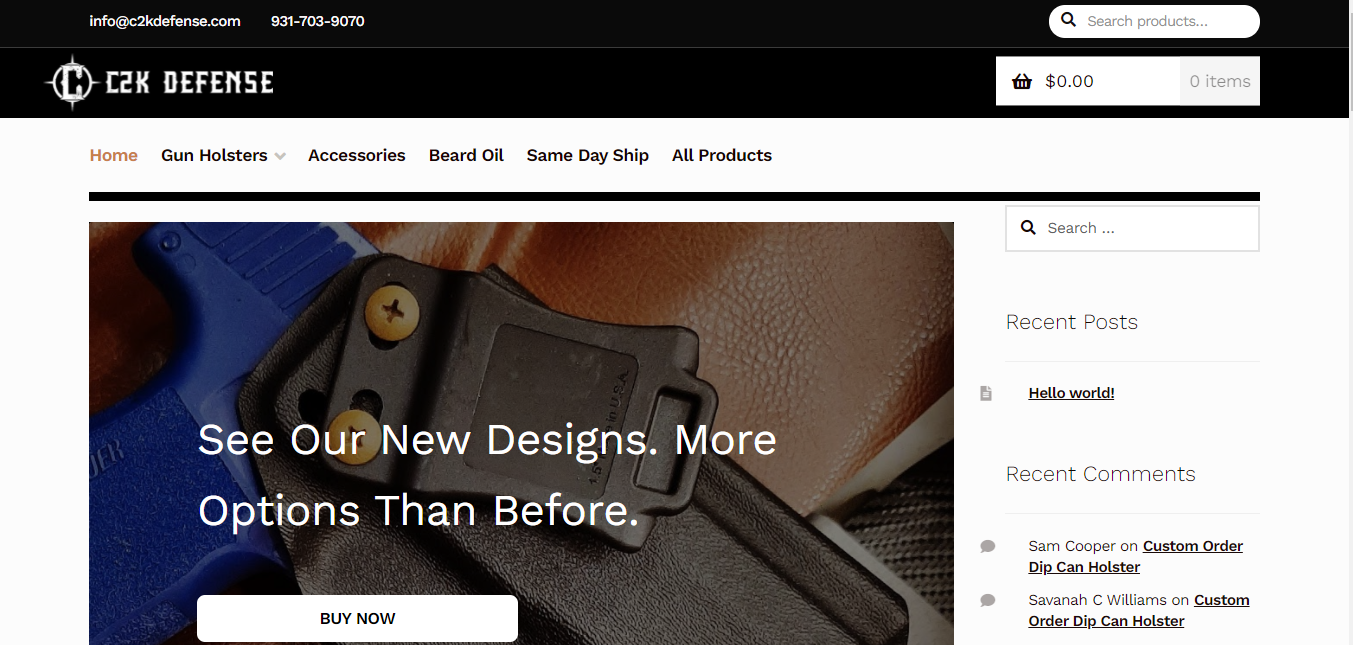 info@c2kdefense.com 931-703-9070 Search products...
C2K DEFENSE
$0.00 0 items
Home Gun Holsters Accessories Beard Oil Same Day Ship All Products
Search ...
Recent Posts
Hello world!
See Our New Designs. More
Options Than Before.
BUY NOW
Recent Comments
Sam Cooper on Custom Order
Dip Can Holster
Savanah C Williams on Custom
Order Dip Can Holster